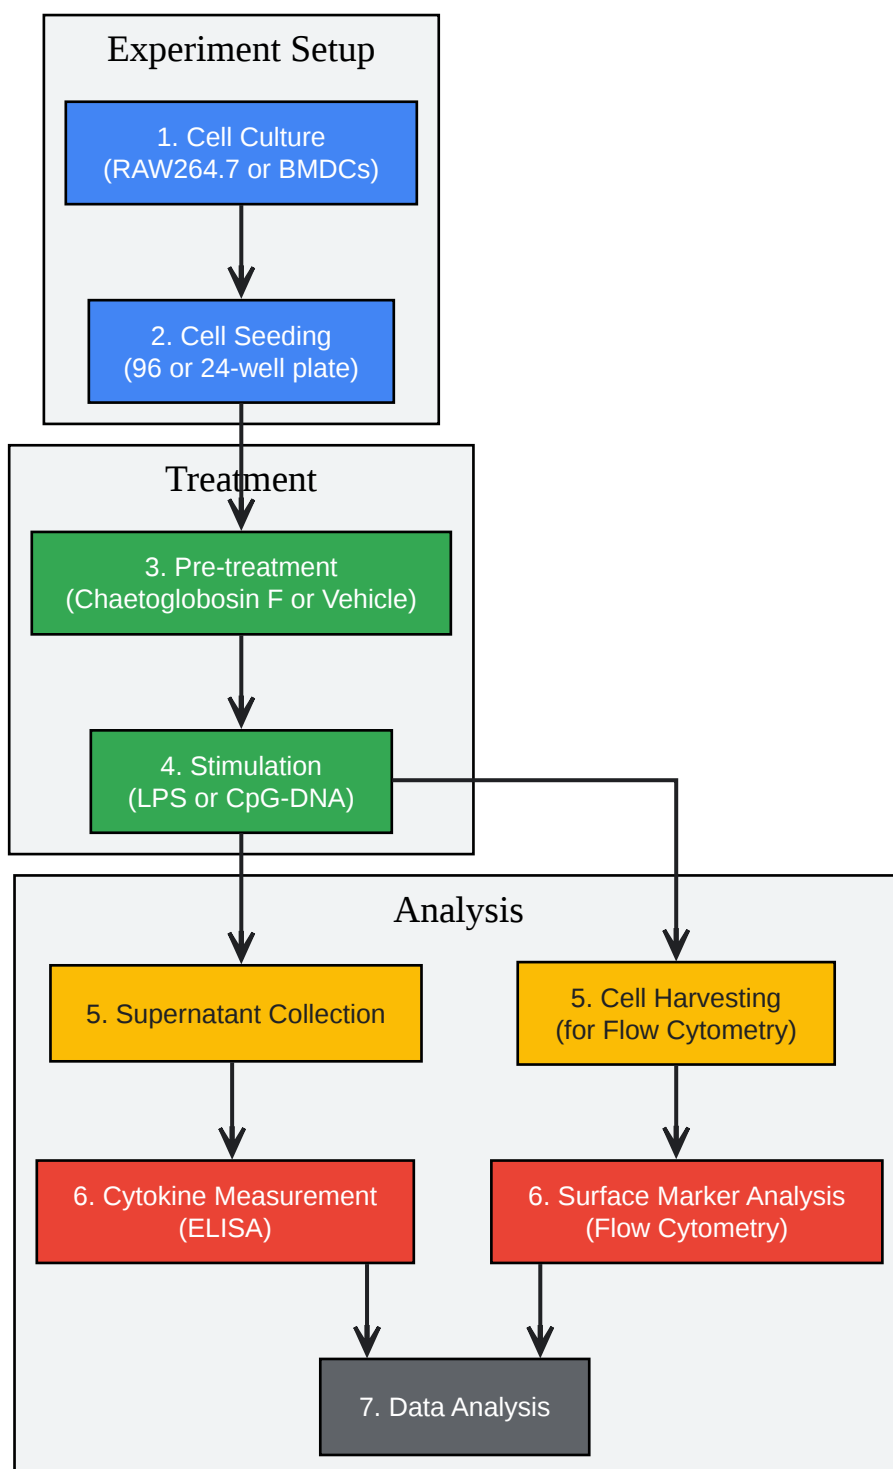 Experiment Setup
1. Cell Culture
(RAW264.7 or BMDCs)
2. Cell Seeding
(96 or 24-well plate)
Treatment
3. Pre-treatment
(Chaetoglobosin F or Vehicle)
4. Stimulation
(LPS or CpG-DNA)
Analysis
5. Supernatant Collection
5. Cell Harvesting
(for Flow Cytometry)
6. Cytokine Measurement
(ELISA)
6. Surface Marker Analysis
(Flow Cytometry)
7. Data Analysis